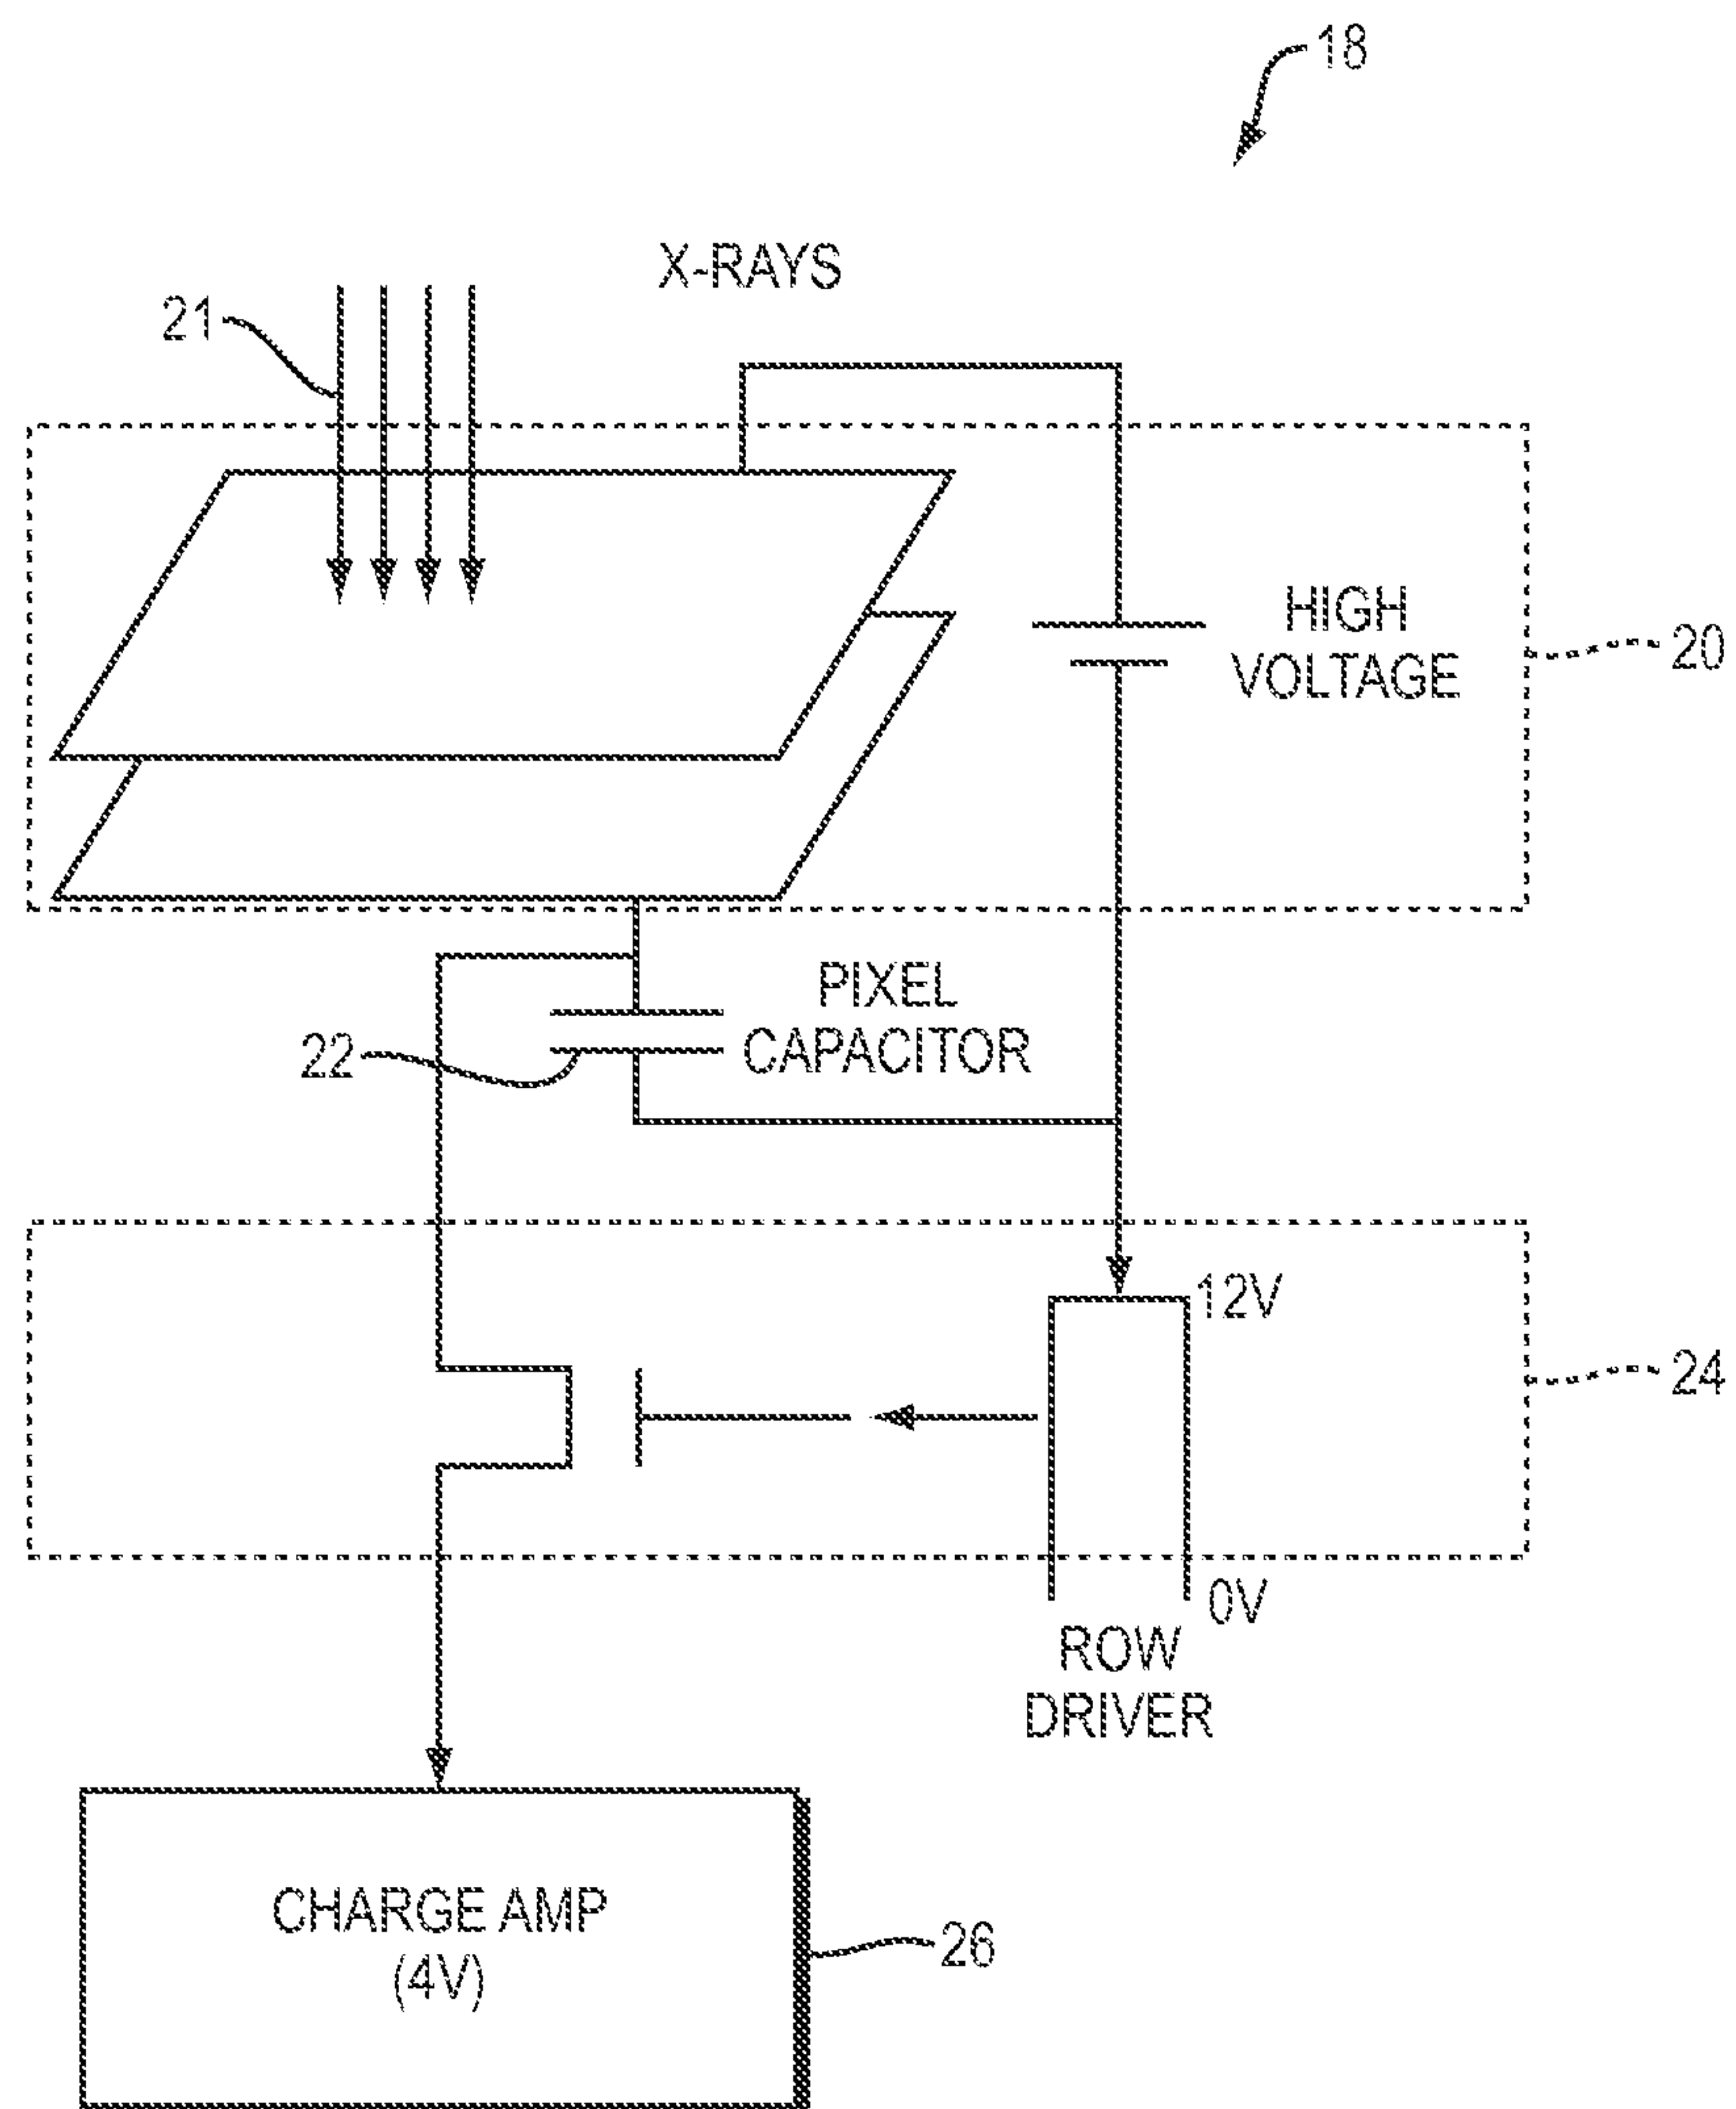 18
X-RAYS
21
HIGH
VOLTAGE
20
PIXEL
CAPACITOR
22
12V
24
0V
ROW
DRIVER
CHARGE AMP
(4V)
26